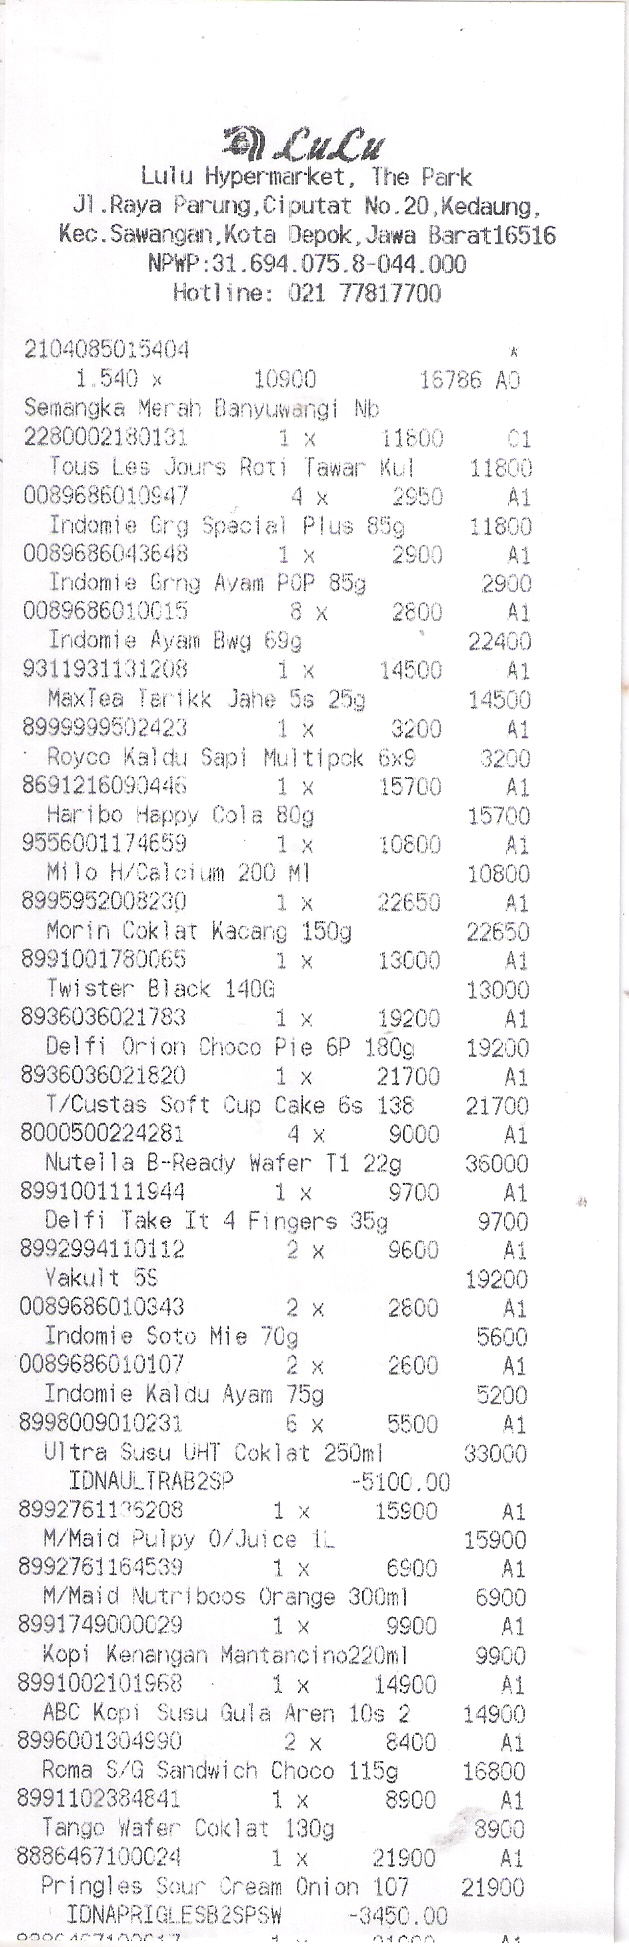 LuLu
Lulu Hypermarket, The Park
Jl.Raya Parung,Ciputat No.20,Kedaung,
Kec.Sawangan,Kota Depok,Jawa Barat16516
NPWP:31.694.075.8-044.000
Hotline: 021 77817700
2104085015404 *
1.540 x 10900 16786 A0
Semangka Merah Banyuwangi Nb
2280002180131 1 x 11800 C1
Tous Les Jours Roti Tawar Kul 11800
0089686010947 4 x 2950 A1
Indomie Grg Special Plus 85g 11800
0089686043648 1 x 2900 A1
Indomie Grng Ayam POP 85g 2900
0089686010015 8 x 2800 A1
Indomie Ayam Bwg 69g 22400
9311931131208 1 x 14500 A1
MaxTea Tarikk Jahe 5s 25g 14500
8999999502423 1 x 3200 A1
Royco Kaldu Sapi Multipck 6x9 3200
8691216090446 1 x 15700 A1
Haribo Happy Cola 80g 15700
9556001174659 1 x 10800 A1
Milo H/Calcium 200 Ml 10800
8995952008230 1 x 22650 A1
Morin Coklat Kacang 150g 22650
8991001780065 1 x 13000 A1
Twister Black 140G 13000
8936036021783 1 x 19200 A1
Delfi Orion Choco Pie 6P 180g 19200
8936036021820 1 x 21700 A1
T/Custas Soft Cup Cake 6s 138 21700
8000500224281 4 x 9000 A1
Nutella B-Ready Wafer T1 22g 36000
8991001111944 1 x 9700 A1
Delfi Take It 4 Fingers 35g 9700
8992994110112 2 x 9600 A1
Yakult 5S 19200
0089686010343 2 x 2800 A1
Indomie Soto Mie 70g 5600
0089686010107 2 x 2600 A1
Indomie Kaldu Ayam 75g 5200
8998009010231 6 x 5500 A1
Ultra Susu UHT Coklat 250ml 33000
IDNAULTRAB2SP -5100.00
8992761136208 1 x 15900 A1
M/Maid Pulpy O/Juice 1L 15900
8992761164539 1 x 6900 A1
M/Maid Nutriboos Orange 300ml 6900
8991749000029 1 x 9900 A1
Kopi Kenangan Mantancino220ml 9900
8991002101968 1 x 14900 A1
ABC Kopi Susu Gula Aren 10s 2 14900
8996001304990 2 x 8400 A1
Roma S/G Sandwich Choco 115g 16800
8991102384841 1 x 8900 A1
Tango Wafer Coklat 130g 8900
8886467100024 1 x 21900 A1
Pringles Sour Cream Onion 107 21900
IDNAPRIGLESB2SPSW -3450.00